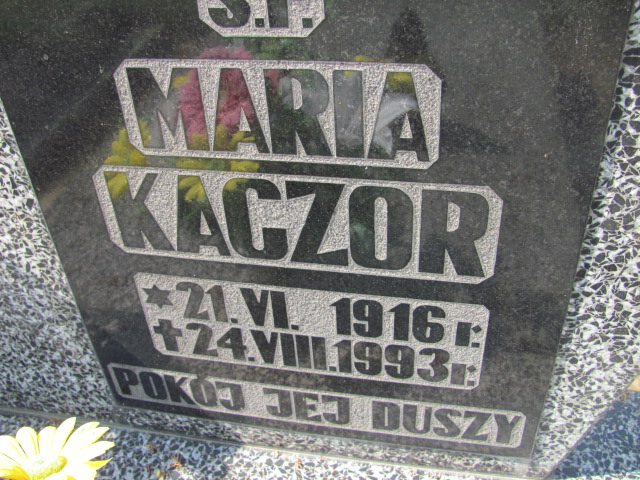 Ś.P.
MARIA
KACZOR
* 21. VI. 1916 r.
✝ 24. VIII. 1993 r.
POKÓJ JEJ DUSZY